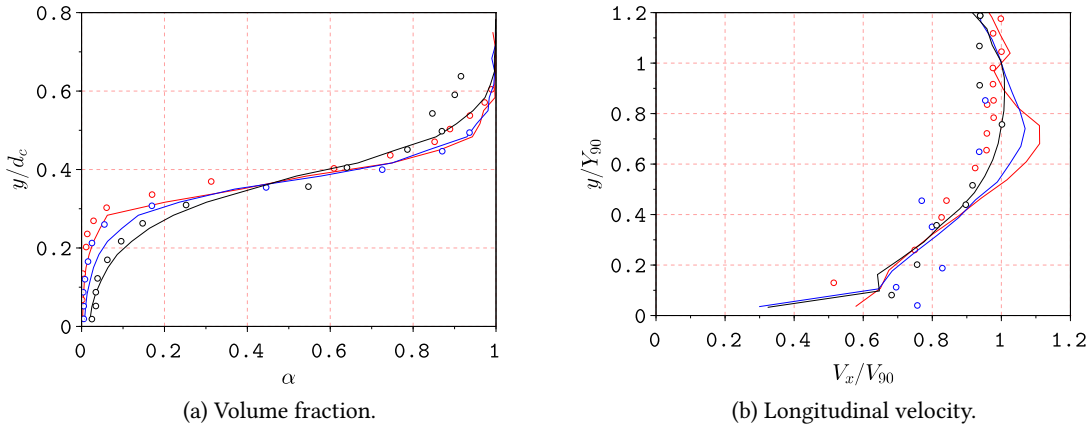 0.8
0.6
0.4
0.2
0
y/d_c
0 0.2 0.4 0.6 0.8 1
α
(a) Volume fraction.
1.2
1
0.8
0.6
0.4
0.2
0
y/Y_90
0 0.2 0.4 0.6 0.8 1 1.2
V_x/V_90
(b) Longitudinal velocity.